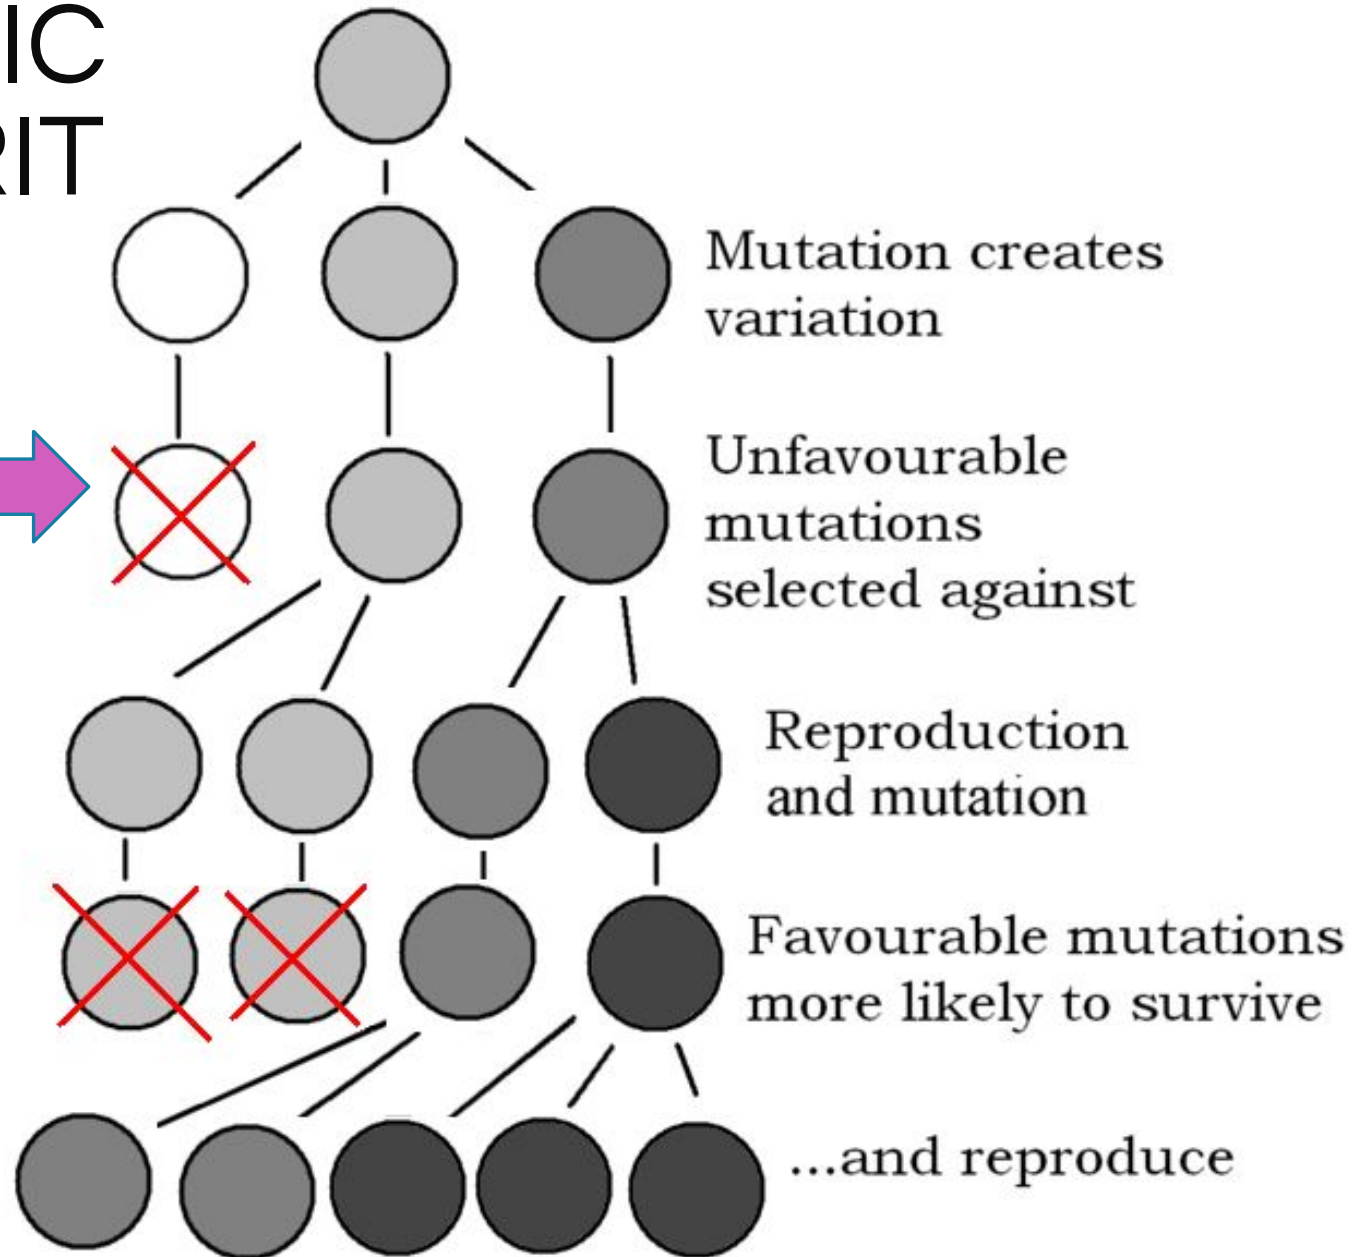 IC
RIT
Mutation creates
variation
Unfavourable
mutations
selected against
Reproduction
and mutation
Favourable mutations
more likely to survive
...and reproduce